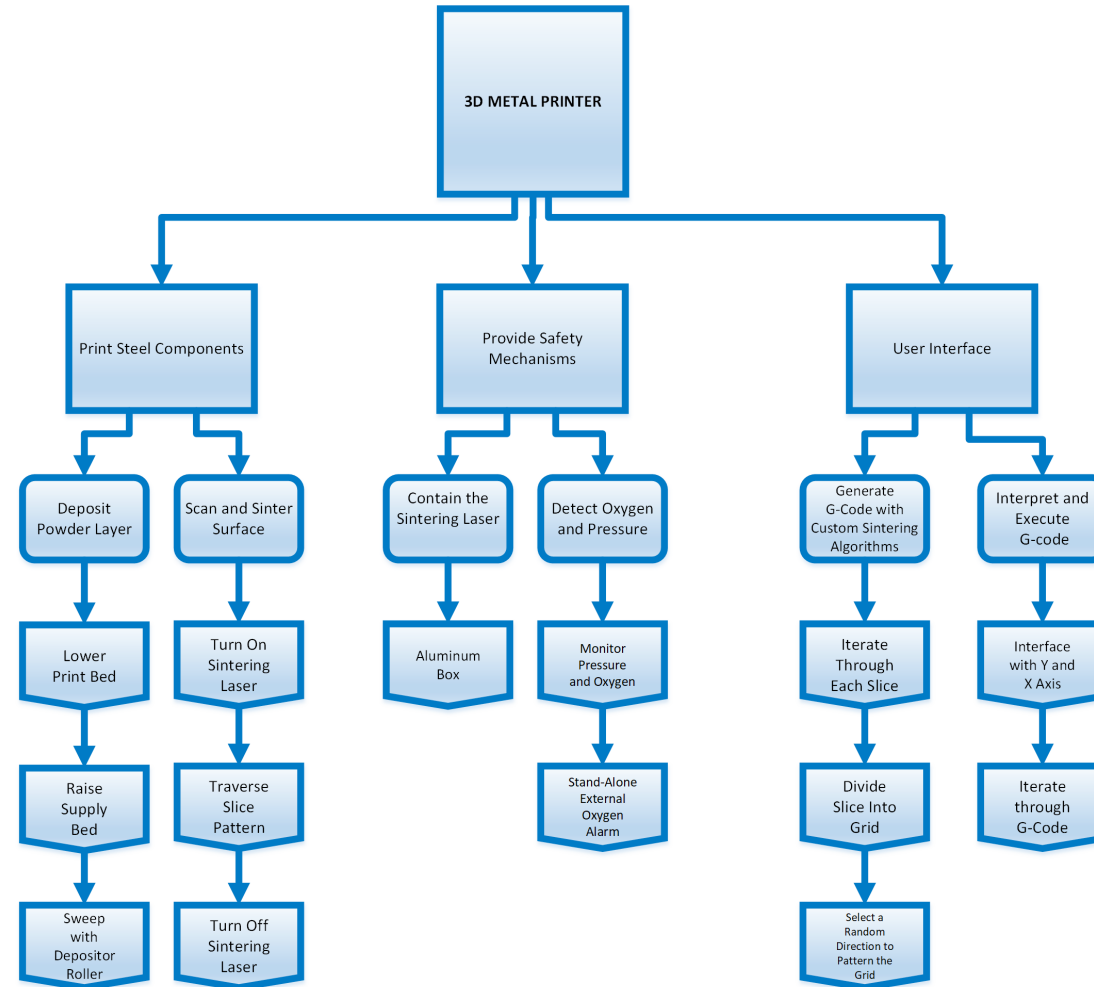 3D METAL PRINTER
Print Steel Components
Provide Safety
Mechanisms
User Interface
Deposit
Powder Layer
Scan and Sinter
Surface
Contain the
Sintering Laser
Detect Oxygen
and Pressure
Generate
G-Code with
Custom Sintering
Algorithms
Interpret and
Execute
G-code
Lower
Print Bed
Turn On
Sintering
Laser
Aluminum
Box
Monitor
Pressure
and Oxygen
Iterate
Through
Each Slice
Interface
with Y and
X Axis
Raise
Supply
Bed
Traverse
Slice
Pattern
Stand-Alone
External
Oxygen
Alarm
Divide
Slice Into
Grid
Iterate
through
G-Code
Sweep
with
Depositor
Roller
Turn Off
Sintering
Laser
Select a
Random
Direction to
Pattern the
Grid